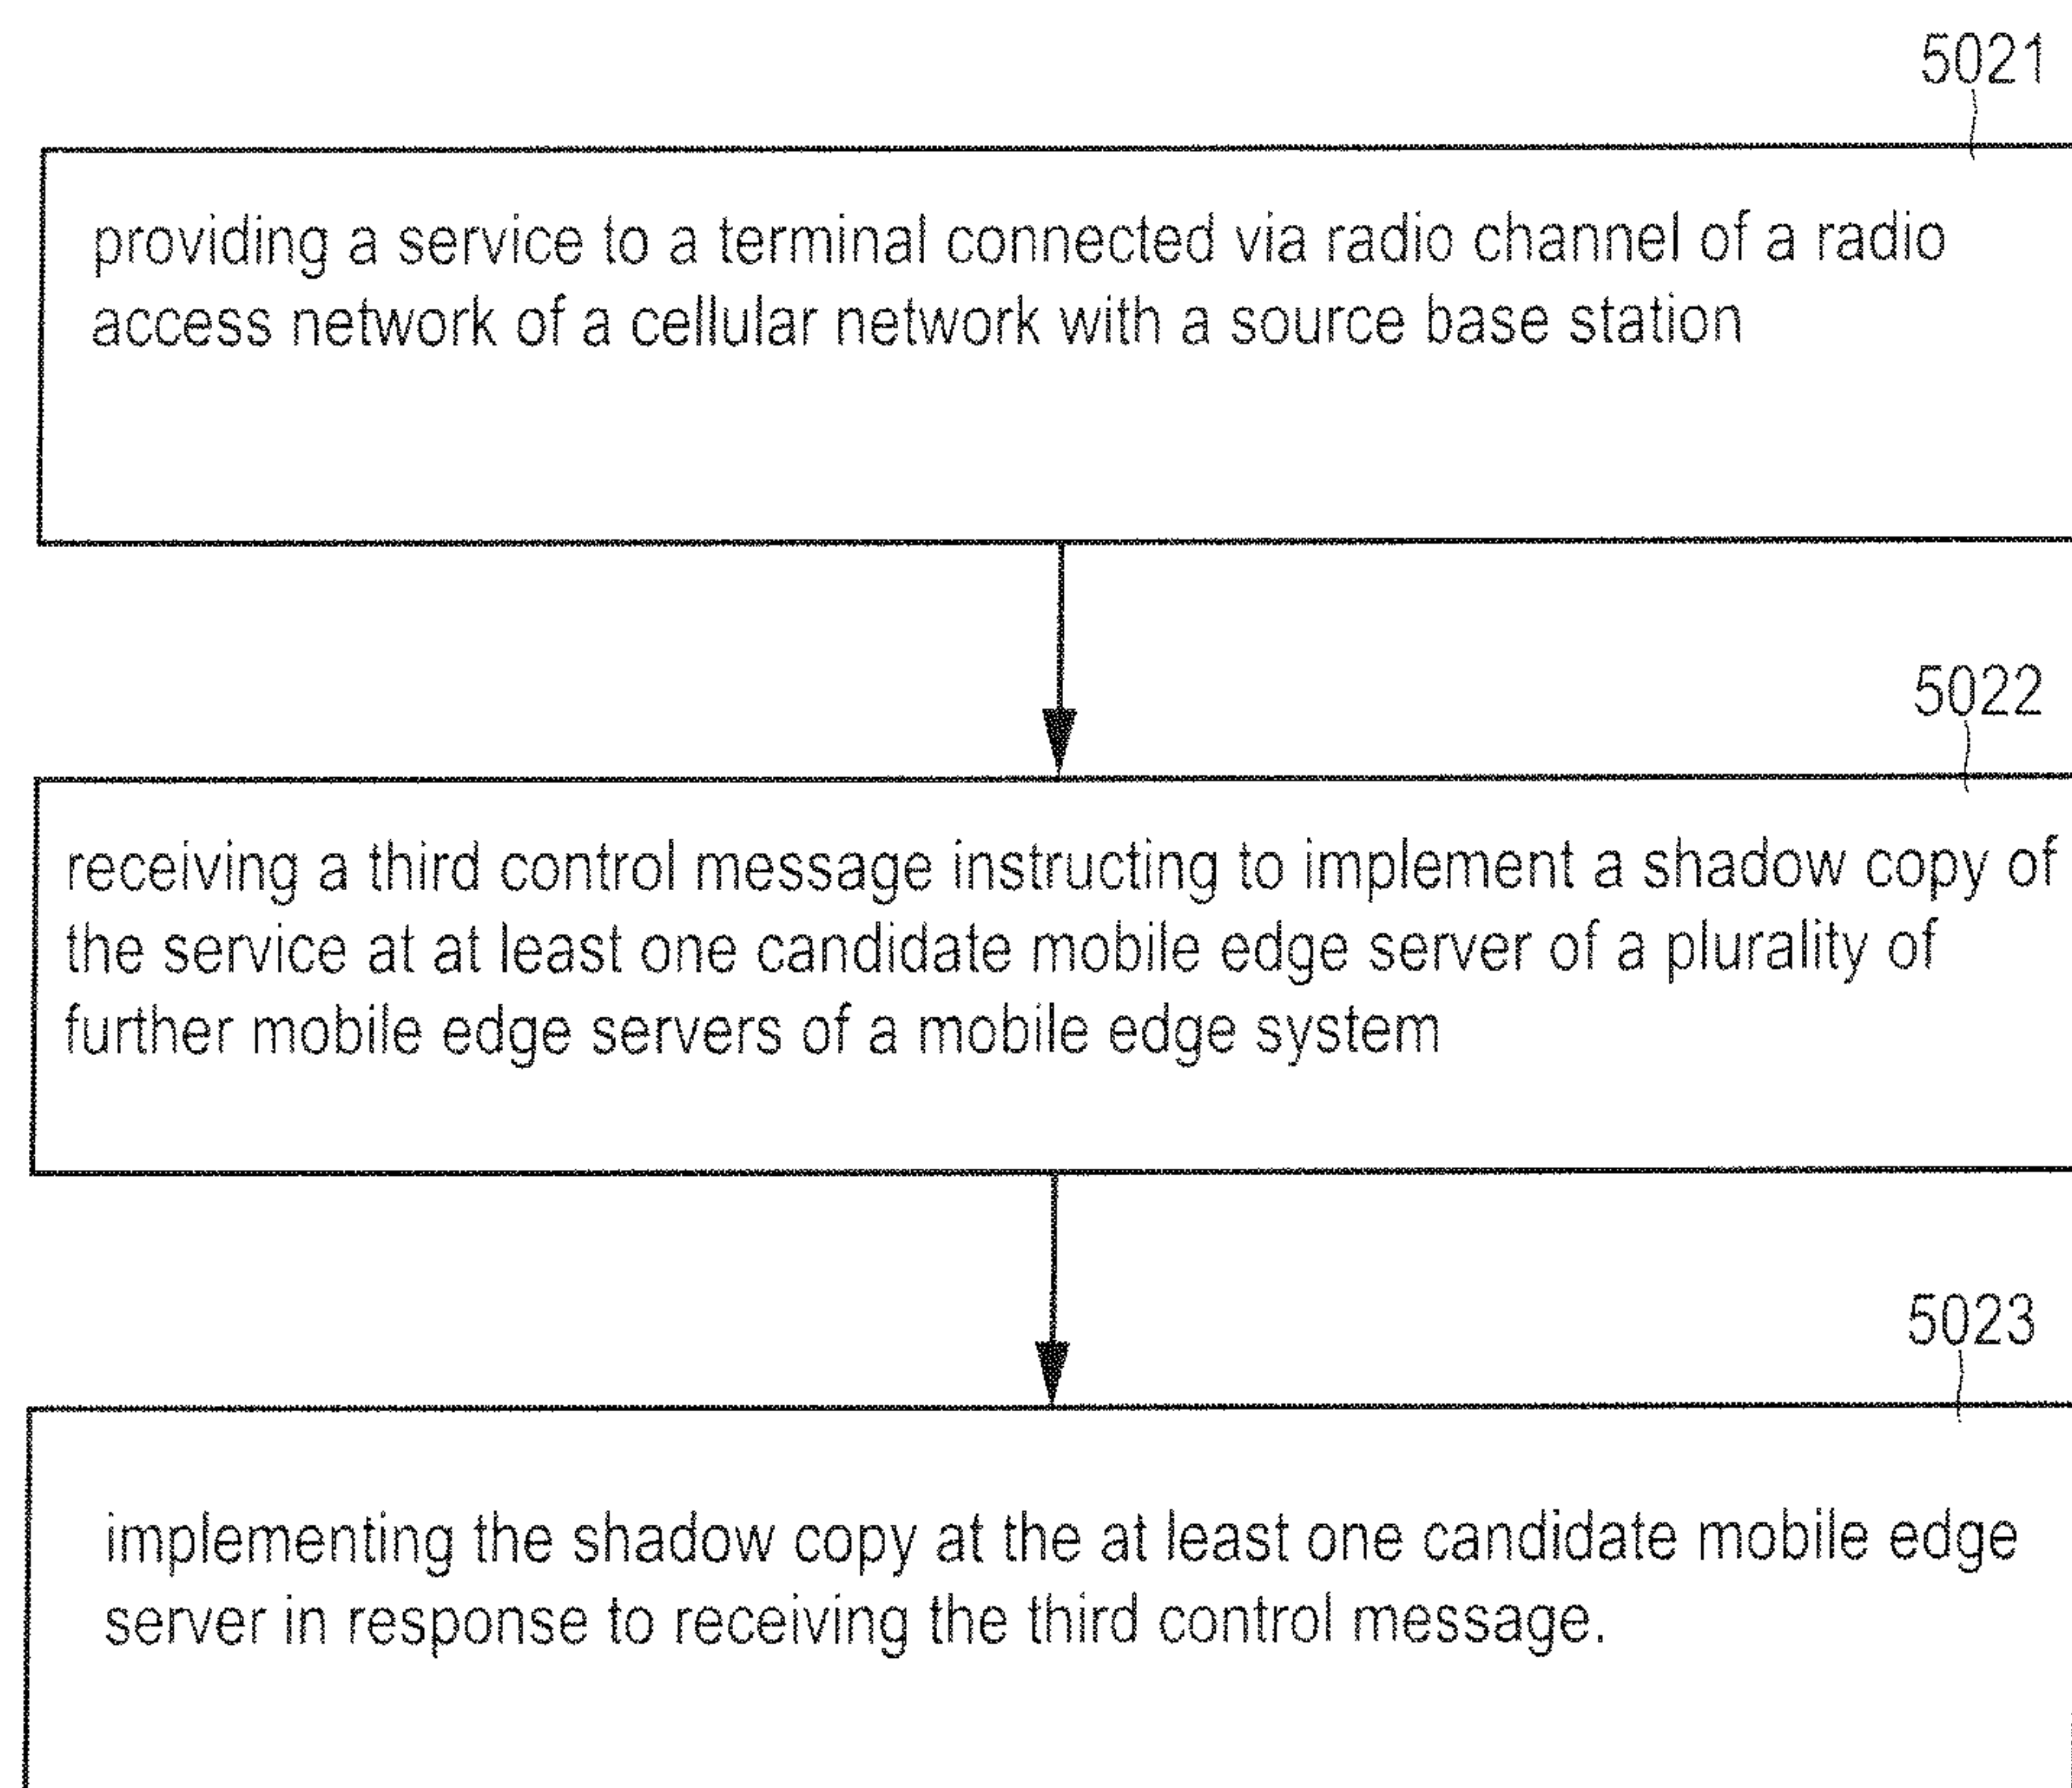 5021
providing a service to a terminal connected via radio channel of a radio
access network of a cellular network with a source base station
5022
receiving a third control message instructing to implement a shadow copy of
the service at at least one candidate mobile edge server of a plurality of
further mobile edge servers of a mobile edge system
5023
implementing the shadow copy at the at least one candidate mobile edge
server in response to receiving the third control message.